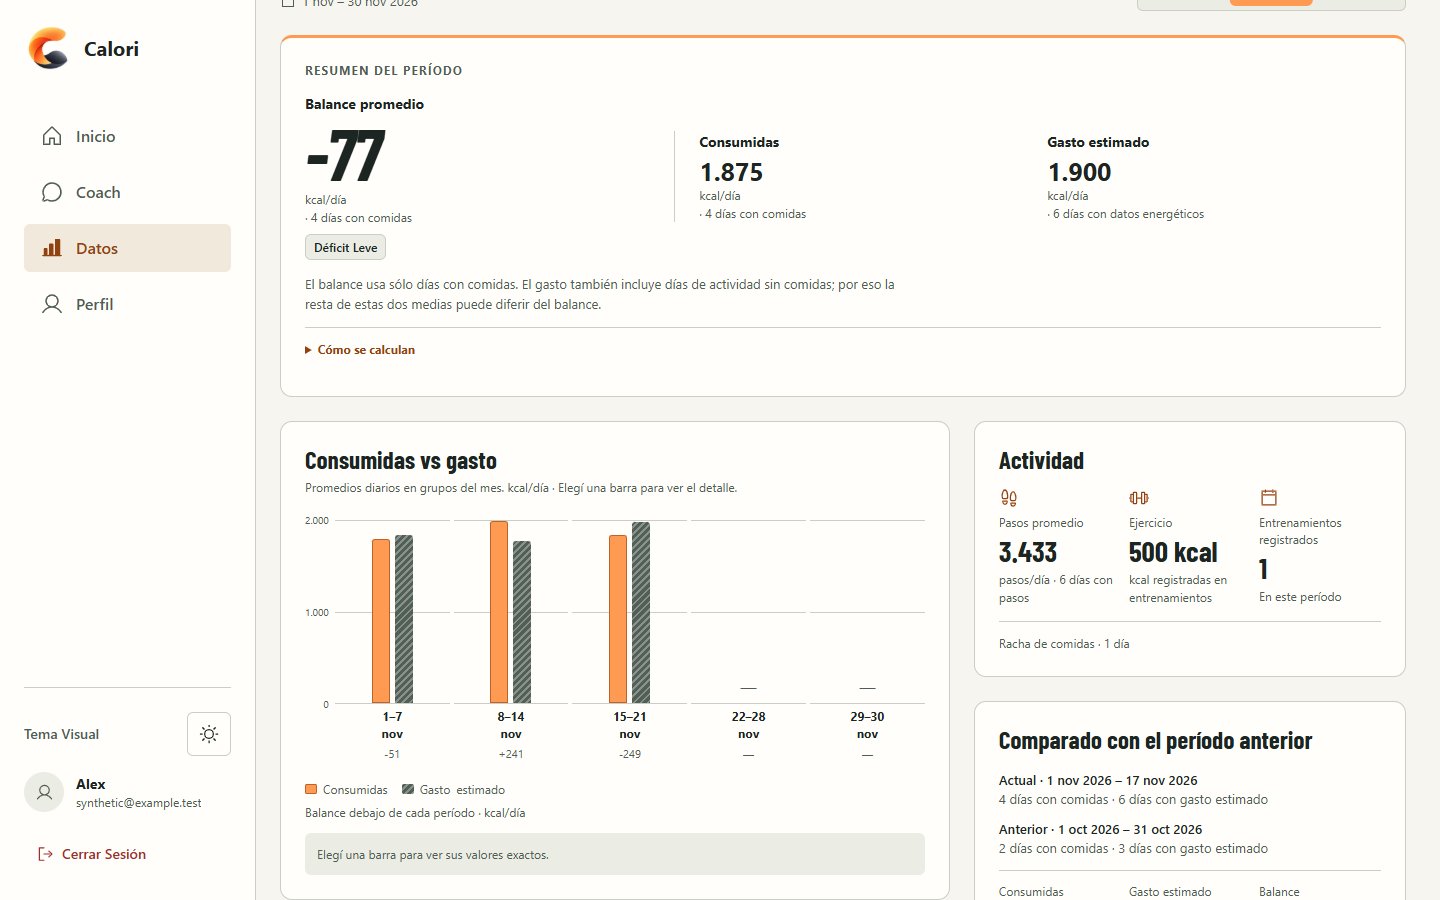 Calori
Inicio
Coach
Datos
Perfil
Tema Visual
Alex
synthetic@example.test
Cerrar Sesión
1 nov – 30 nov 2026
RESUMEN DEL PERÍODO
Balance promedio
-77
kcal/día
· 4 días con comidas
Déficit Leve
Consumidas
1.875
kcal/día
· 4 días con comidas
Gasto estimado
1.900
kcal/día
· 6 días con datos energéticos
El balance usa sólo días con comidas. El gasto también incluye días de actividad sin comidas; por eso la
resta de estas dos medias puede diferir del balance.
Cómo se calculan
Consumidas vs gasto
Promedios diarios en grupos del mes. kcal/día · Elegí una barra para ver el detalle.
2.000
1.000
0
— —
1–7 8–14 15–21 22–28 29–30
nov nov nov nov nov
-51 +241 -249 — —
Consumidas Gasto estimado
Balance debajo de cada período · kcal/día
Elegí una barra para ver sus valores exactos.
Actividad
Pasos promedio
3.433
pasos/día · 6 días con
pasos
Ejercicio
500 kcal
kcal registradas en
entrenamientos
Entrenamientos
registrados
1
En este período
Racha de comidas · 1 día
Comparado con el período anterior
Actual · 1 nov 2026 – 17 nov 2026
4 días con comidas · 6 días con gasto estimado
Anterior · 1 oct 2026 – 31 oct 2026
2 días con comidas · 3 días con gasto estimado
Consumidas Gasto estimado Balance